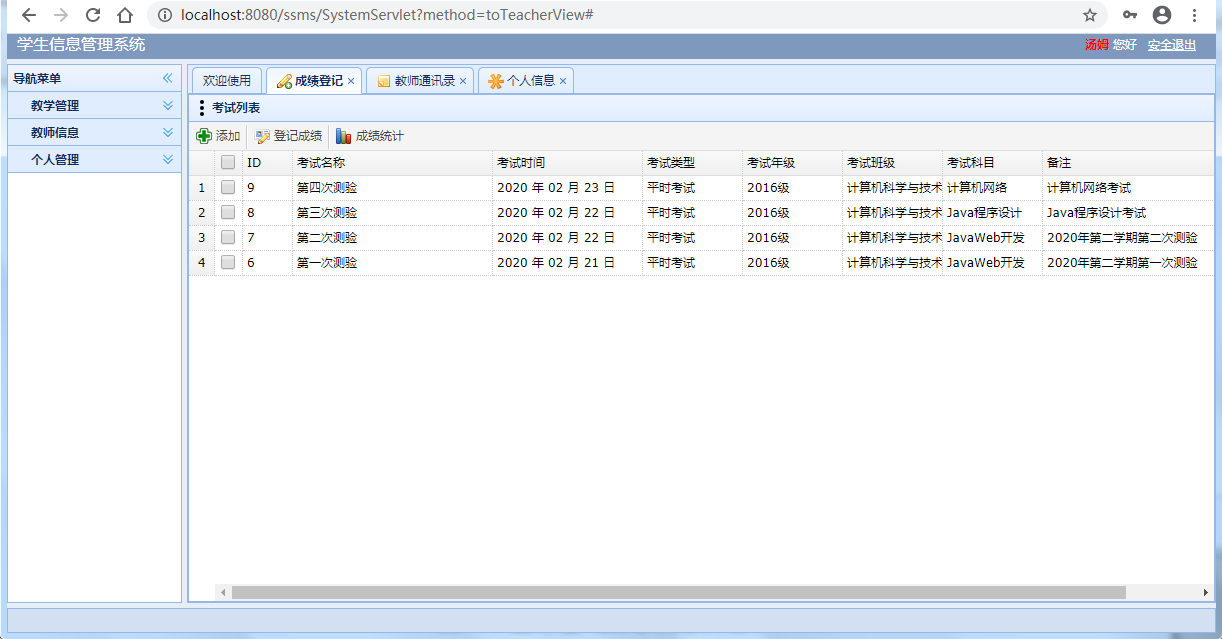 localhost:8080/ssms/SystemServlet?method=toTeacherView#
学生信息管理系统 汤姆 您好 安全退出
导航菜单
教学管理
教师信息
个人管理
欢迎使用 成绩登记 教师通讯录 个人信息
考试列表
添加 登记成绩 成绩统计
ID 考试名称 考试时间 考试类型 考试年级 考试班级 考试科目 备注
1 9 第四次测验 2020 年 02 月 23 日 平时考试 2016级 计算机科学与技术 计算机网络 计算机网络考试
2 8 第三次测验 2020 年 02 月 22 日 平时考试 2016级 计算机科学与技术 Java程序设计 Java程序设计考试
3 7 第二次测验 2020 年 02 月 22 日 平时考试 2016级 计算机科学与技术 JavaWeb开发 2020年第二学期第二次测验
4 6 第一次测验 2020 年 02 月 21 日 平时考试 2016级 计算机科学与技术 JavaWeb开发 2020年第二学期第一次测验